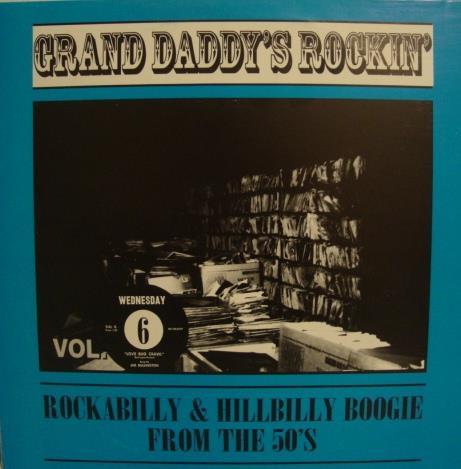 GRAND DADDY'S ROCKIN'
WEDNESDAY
VOL. 6
"LOVE BUG CRAWL"
ROCKABILLY & HILLBILLY BOOGIE
FROM THE 50'S